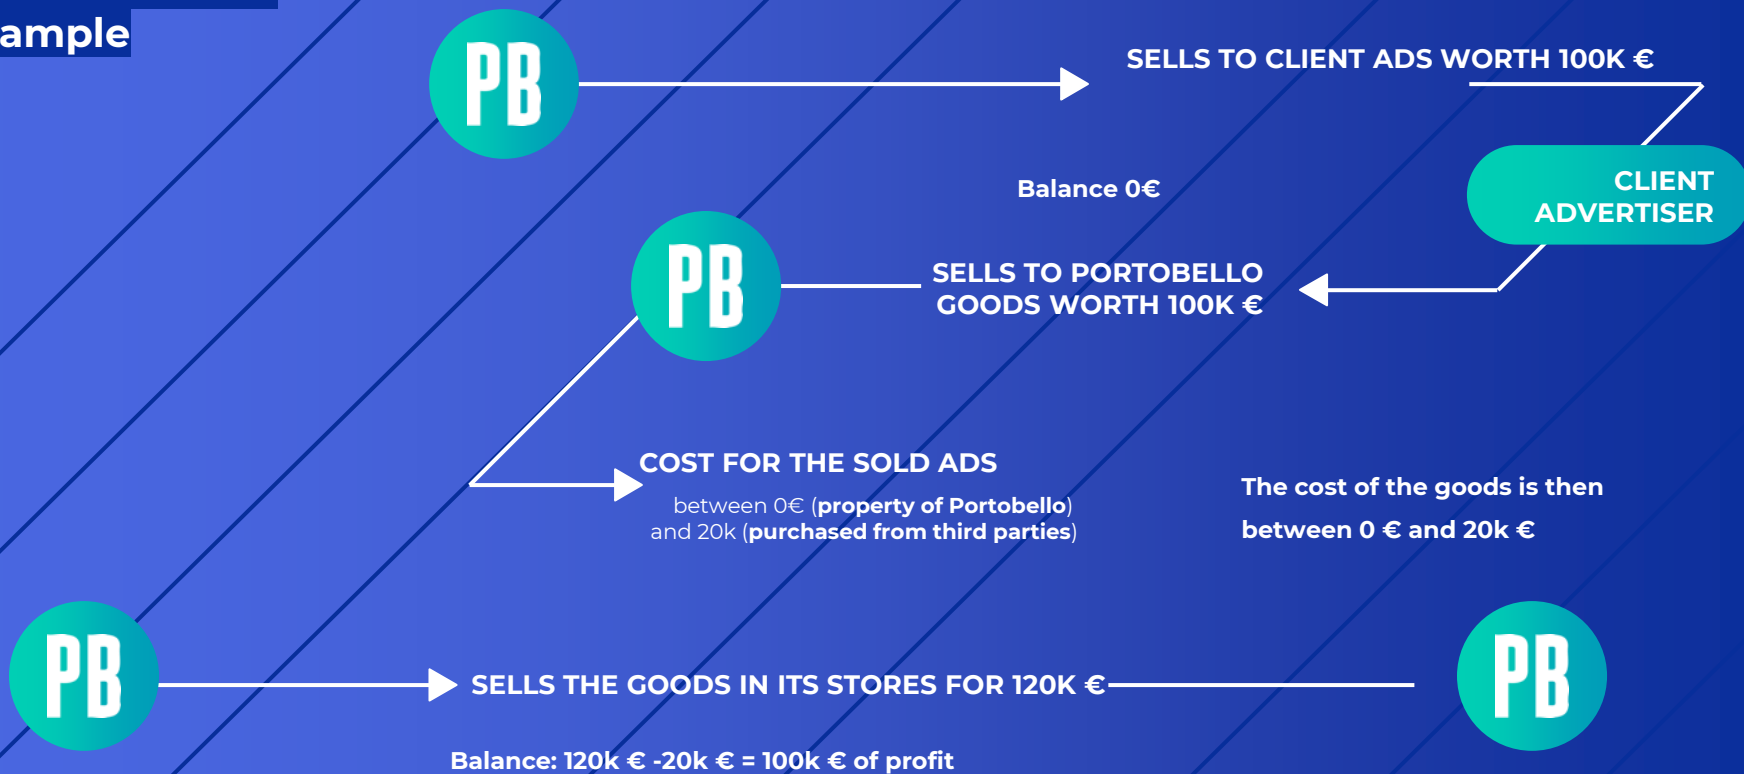 ample
PB
SELLS TO CLIENT ADS WORTH 100K €
Balance 0€
CLIENT
ADVERTISER
PB
SELLS TO PORTOBELLO
GOODS WORTH 100K €
COST FOR THE SOLD ADS
between 0€ (property of Portobello)
and 20k (purchased from third parties)
The cost of the goods is then
between 0 € and 20k €
PB
SELLS THE GOODS IN ITS STORES FOR 120K €
PB
Balance: 120k € -20k € = 100k € of profit